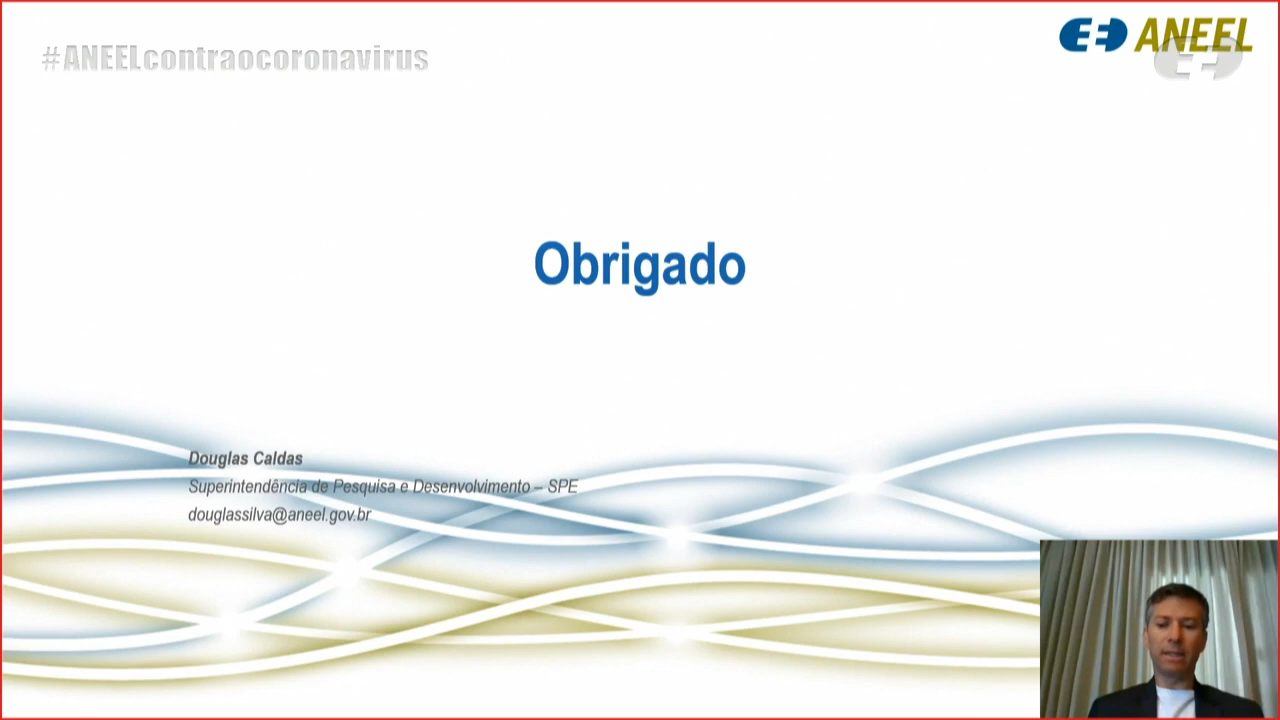 #ANEELcontraocoronavirus
ANEEL
Obrigado
Douglas Caldas
Superintendência de Pesquisa e Desenvolvimento – SPE
douglassilva@aneel.gov.br